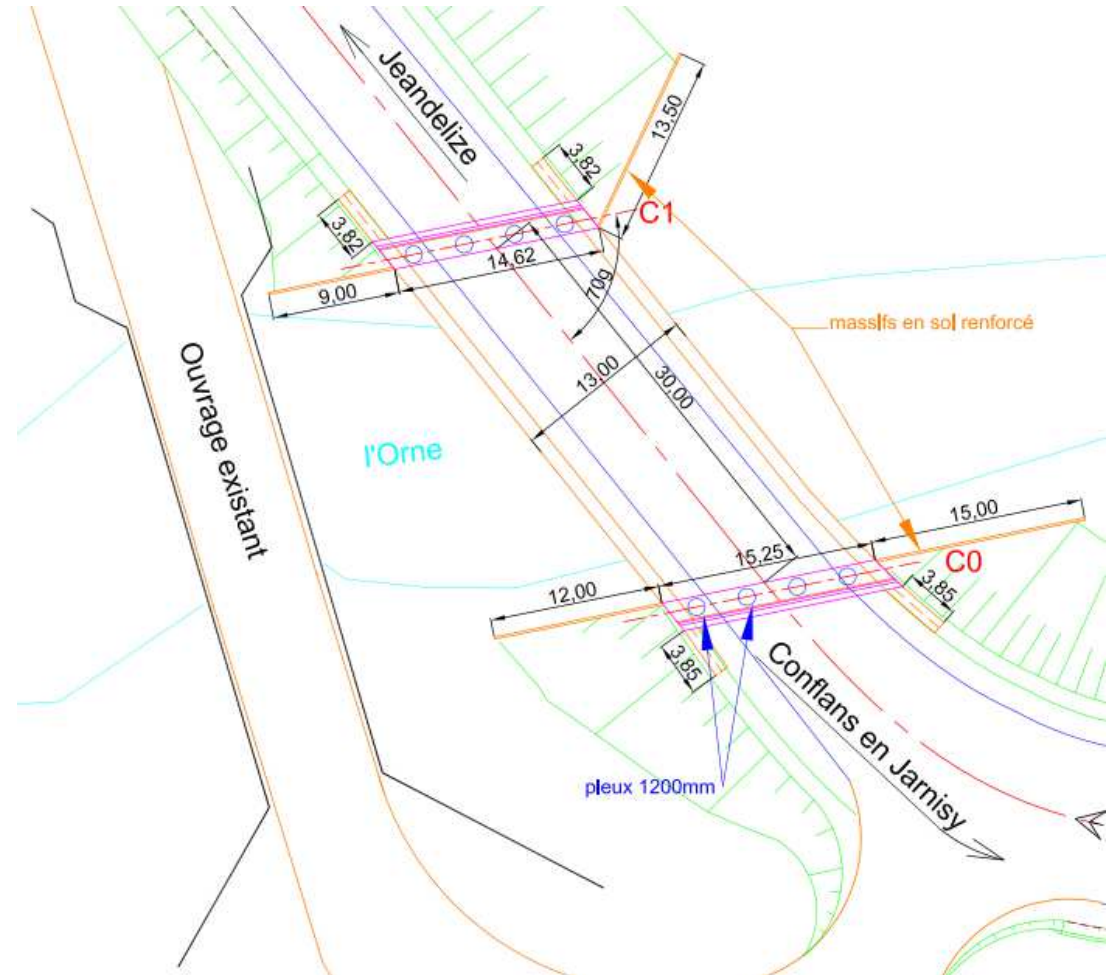 Jeandelize
13,50
3,82
C1
3,82
14,62
9,00
70g
massifs en sol renforcé
13,00
30,00
Ouvrage existant
l'Orne
15,00
15,25
C0
12,00
3,85
3,85
Conflans en Jarnisy
pieux 1200mm